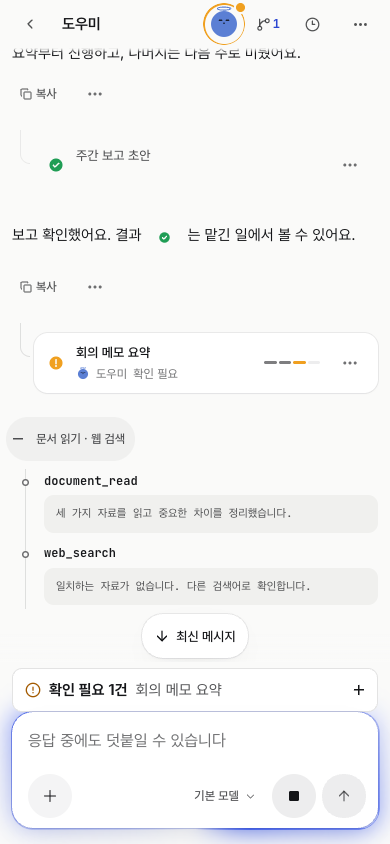 도우미
1
요약부터 진행하고, 나머지는 다음 주로 미뤘어요.
복사
주간 보고 초안
보고 확인했어요. 결과 는 맡긴 일에서 볼 수 있어요.
복사
회의 메모 요약
도우미 확인 필요
문서 읽기 · 웹 검색
document_read
세 가지 자료를 읽고 중요한 차이를 정리했습니다.
web_search
일치하는 자료가 없습니다. 다른 검색어로 확인합니다.
최신 메시지
확인 필요 1건 회의 메모 요약
응답 중에도 덧붙일 수 있습니다
기본 모델